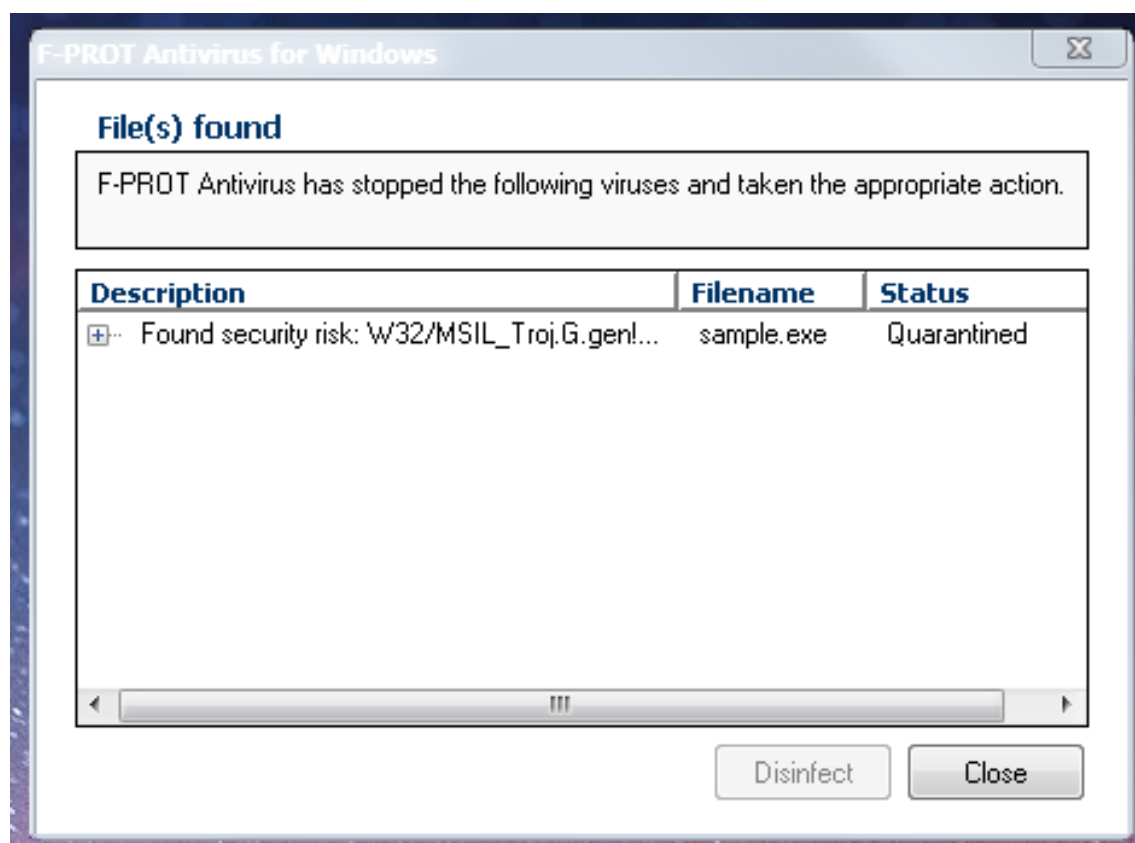 F-PROT Antivirus for Windows
File(s) found
F-PROT Antivirus has stopped the following viruses and taken the appropriate action.
Description Filename Status
Found security risk: W32/MSIL_Troj.G.gen!... sample.exe Quarantined
Disinfect Close